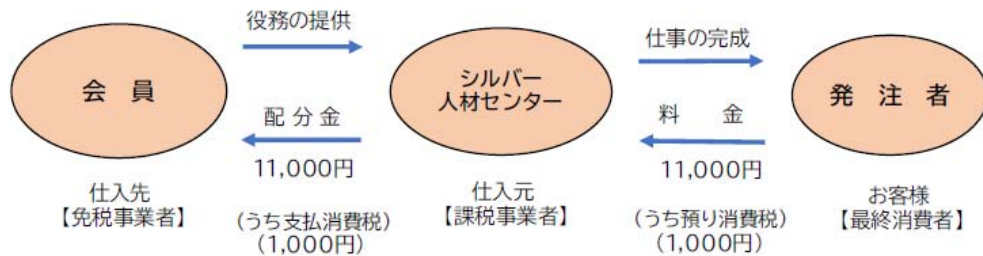 役務の提供
仕事の完成
会 員
シルバー
人材センター
発 注 者
配 分 金
料 金
11,000円
11,000円
仕入先
【免税事業者】
仕入元
【課税事業者】
お客様
【最終消費者】
(うち支払消費税)
(1,000円)
(うち預り消費税)
(1,000円)